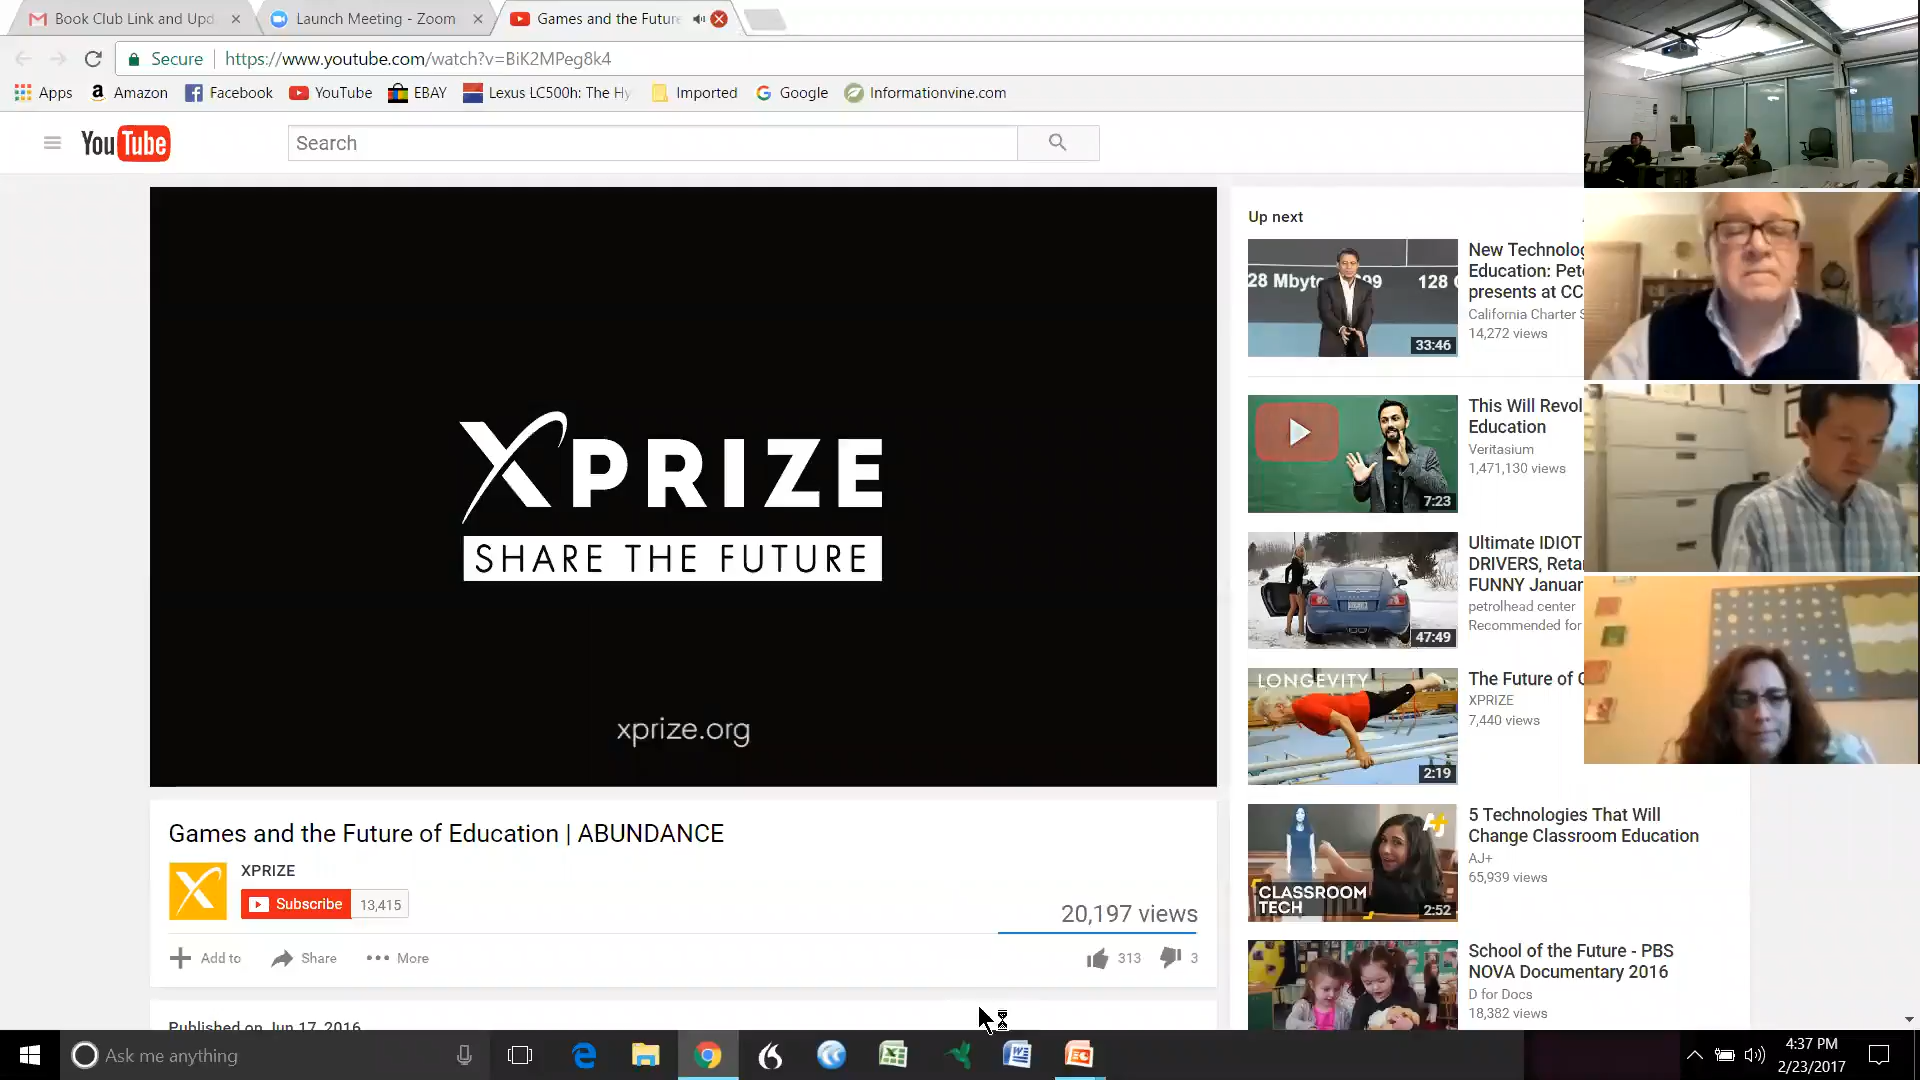 Book Club Link and Upd
Launch Meeting - Zoom
Games and the Futur
Secure
https://www.youtube.com/watch?v=BiK2MPeg8k4
Apps
Amazon
Facebook
YouTube
EBAY
Lexus LC500h: The Hy
Imported
Google
Informationvine.com
YouTube
Search
XPRIZE
SHARE THE FUTURE
xprize.org
Games and the Future of Education | ABUNDANCE
XPRIZE
Subscribe 13,415
20,197 views
Add to
Share
More
313
3
Published on Jun 17, 2016
Up next
28 Mbyt
99
128
33:46
New Technolog
Education: Pet
presents at CC
California Charter S
14,272 views
7:23
This Will Revol
Education
Veritasium
1,471,130 views
47:49
Ultimate IDIOT
DRIVERS, Reta
FUNNY Januar
petrolhead center
Recommended for
LONGEVITY
2:19
The Future of
XPRIZE
7,440 views
CLASSROOM
TECH
2:52
5 Technologies That Will
Change Classroom Education
AJ+
65,939 views
School of the Future - PBS
NOVA Documentary 2016
D for Docs
18,382 views
Ask me anything
4:37 PM
2/23/2017